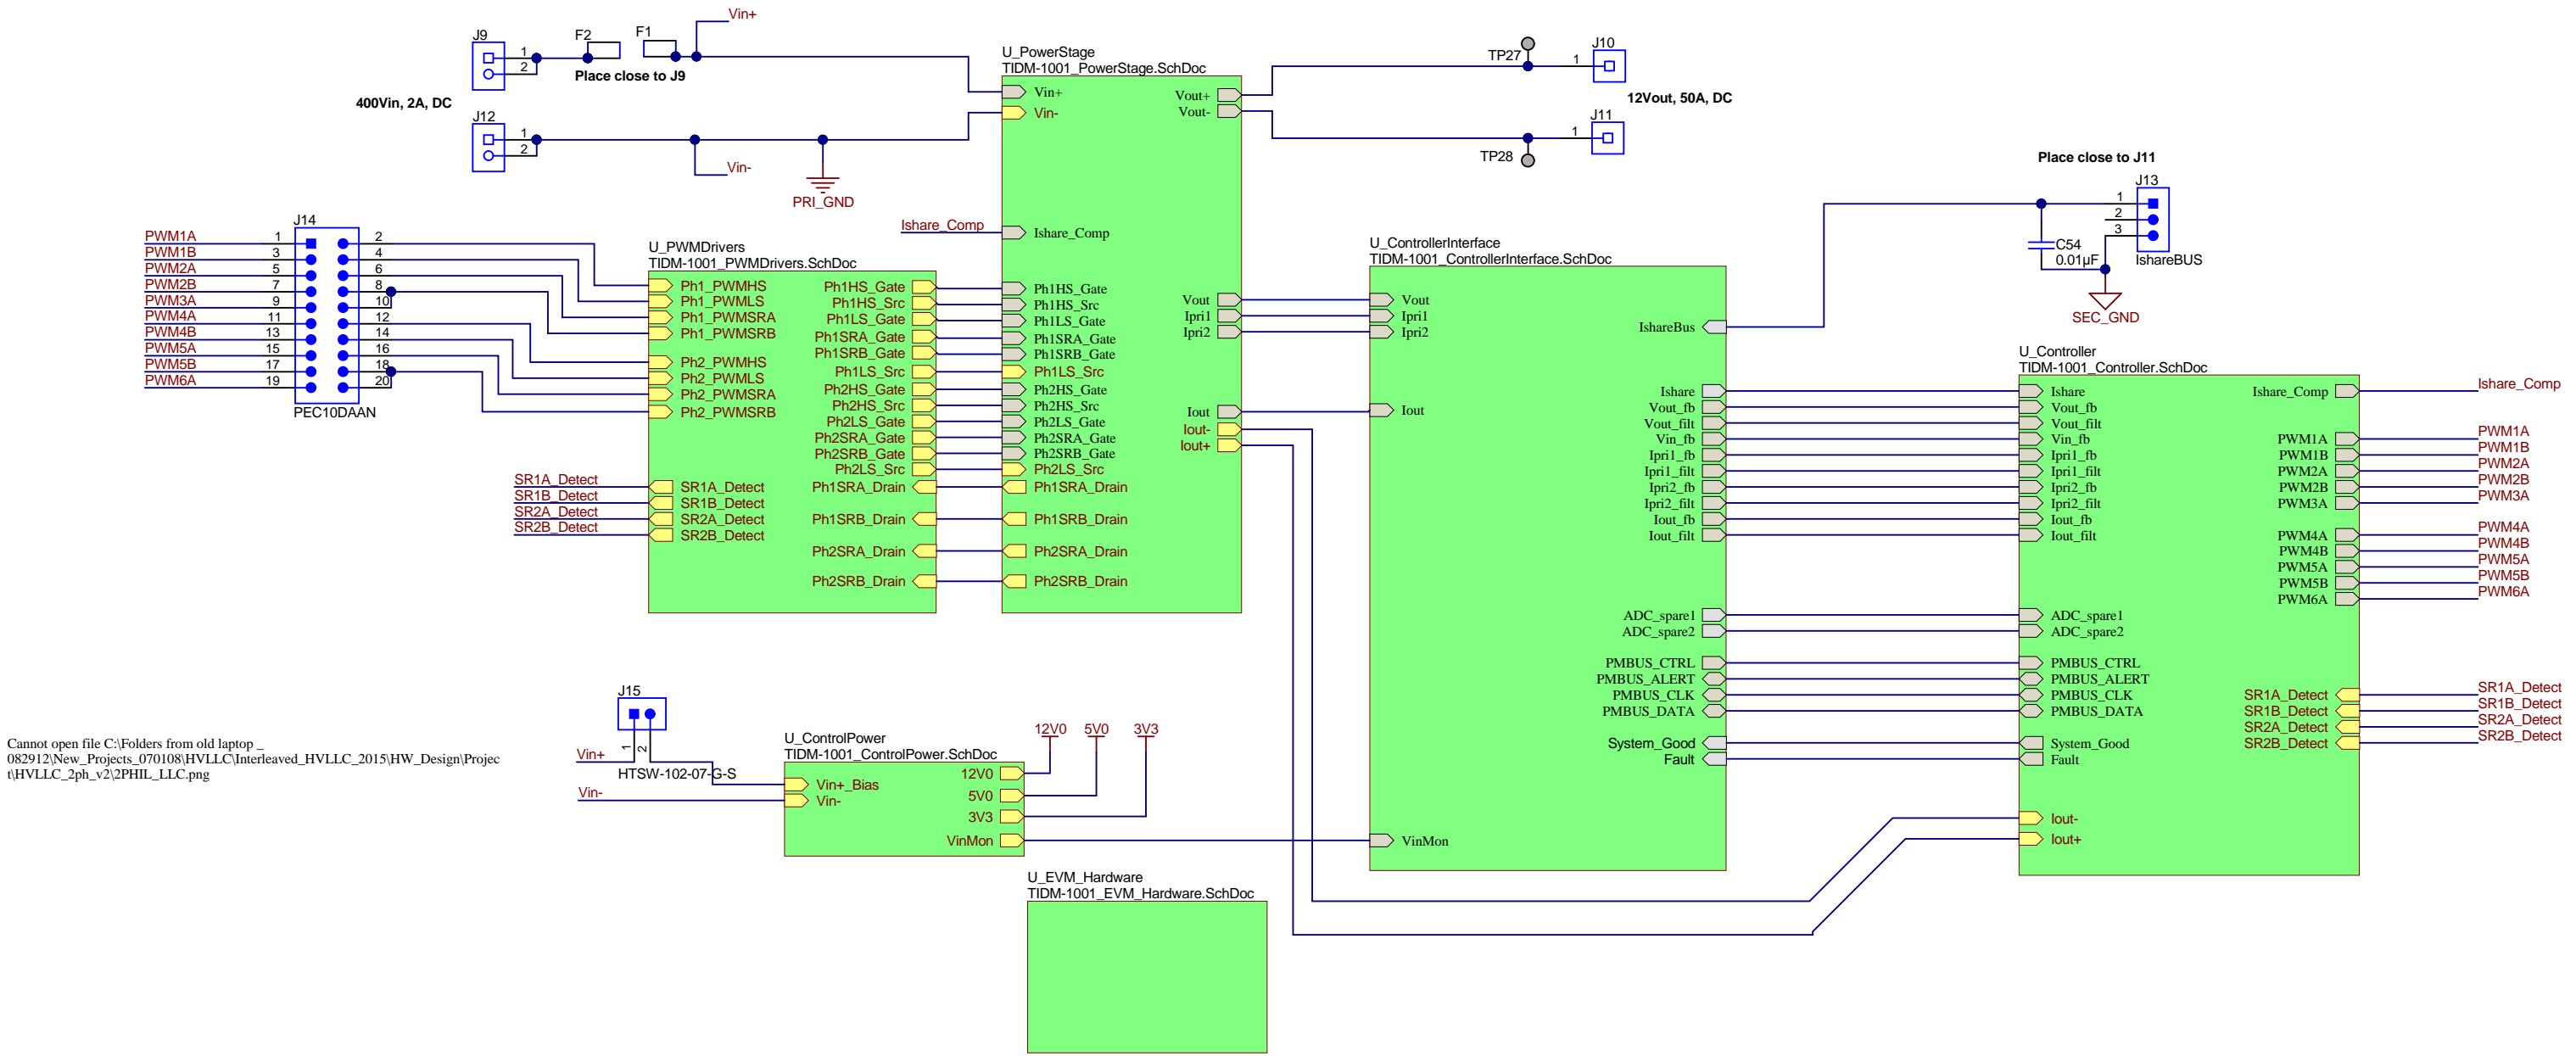 Vin+
J9
1
2
F2
F1
Place close to J9
400Vin, 2A, DC
J12
1
2
Vin-
PRI_GND
U_PowerStage
TIDM-1001_PowerStage.SchDoc
Vin+
Vin-
Ishare_Comp
Ishare_Comp
Vout+
Vout-
TP27
1
J10
12Vout, 50A, DC
TP28
1
J11
Place close to J11
J13
1
2
3
C54
0.01µF
IshareBUS
SEC_GND
J14
PWM1A 1 2
PWM1B 3 4
PWM2A 5 6
PWM2B 7 8
PWM3A 9 10
PWM4A 11 12
PWM4B 13 14
PWM5A 15 16
PWM5B 17 18
PWM6A 19 20
PEC10DAAN
U_PWMDrivers
TIDM-1001_PWMDrivers.SchDoc
Ph1_PWMHS
Ph1_PWMLS
Ph1_PWMSRA
Ph1_PWMSRB
Ph2_PWMHS
Ph2_PWMLS
Ph2_PWMSRA
Ph2_PWMSRB
SR1A_Detect
SR1B_Detect
SR2A_Detect
SR2B_Detect
SR1A_Detect
SR1B_Detect
SR2A_Detect
SR2B_Detect
Ph1HS_Gate
Ph1HS_Src
Ph1LS_Gate
Ph1SRA_Gate
Ph1SRB_Gate
Ph1LS_Src
Ph2HS_Gate
Ph2HS_Src
Ph2LS_Gate
Ph2SRA_Gate
Ph2SRB_Gate
Ph2LS_Src
Ph1SRA_Drain
Ph1SRB_Drain
Ph2SRA_Drain
Ph2SRB_Drain
Ph1HS_Gate
Ph1HS_Src
Ph1LS_Gate
Ph1SRA_Gate
Ph1SRB_Gate
Ph1LS_Src
Ph2HS_Gate
Ph2HS_Src
Ph2LS_Gate
Ph2SRA_Gate
Ph2SRB_Gate
Ph2LS_Src
Ph1SRA_Drain
Ph1SRB_Drain
Ph2SRA_Drain
Ph2SRB_Drain
Vout
Ipri1
Ipri2
Iout
Iout-
Iout+
U_ControllerInterface
TIDM-1001_ControllerInterface.SchDoc
Vout
Ipri1
Ipri2
Iout
VinMon
IshareBus
Ishare
Vout_fb
Vout_filt
Vin_fb
Ipri1_fb
Ipri1_filt
Ipri2_fb
Ipri2_filt
Iout_fb
Iout_filt
ADC_spare1
ADC_spare2
PMBUS_CTRL
PMBUS_ALERT
PMBUS_CLK
PMBUS_DATA
System_Good
Fault
U_Controller
TIDM-1001_Controller.SchDoc
Ishare
Vout_fb
Vout_filt
Vin_fb
Ipri1_fb
Ipri1_filt
Ipri2_fb
Ipri2_filt
Iout_fb
Iout_filt
ADC_spare1
ADC_spare2
PMBUS_CTRL
PMBUS_ALERT
PMBUS_CLK
PMBUS_DATA
System_Good
Fault
Iout-
Iout+
Ishare_Comp
PWM1A
PWM1B
PWM2A
PWM2B
PWM3A
PWM4A
PWM4B
PWM5A
PWM5B
PWM6A
SR1A_Detect
SR1B_Detect
SR2A_Detect
SR2B_Detect
Ishare_Comp
PWM1A
PWM1B
PWM2A
PWM2B
PWM3A
PWM4A
PWM4B
PWM5A
PWM5B
PWM6A
SR1A_Detect
SR1B_Detect
SR2A_Detect
SR2B_Detect
Cannot open file C:\Folders from old laptop _
082912\New_Projects_070108\HVLLC\Interleaved_HVLLC_2015\HW_Design\Projec
t\HVLLC_2ph_v2\2PHIL_LLC.png
J15
1
2
Vin+
HTSW-102-07-G-S
Vin-
U_ControlPower
TIDM-1001_ControlPower.SchDoc
Vin+_Bias
Vin-
12V0
5V0
3V3
VinMon
12V0
5V0
3V3
U_EVM_Hardware
TIDM-1001_EVM_Hardware.SchDoc